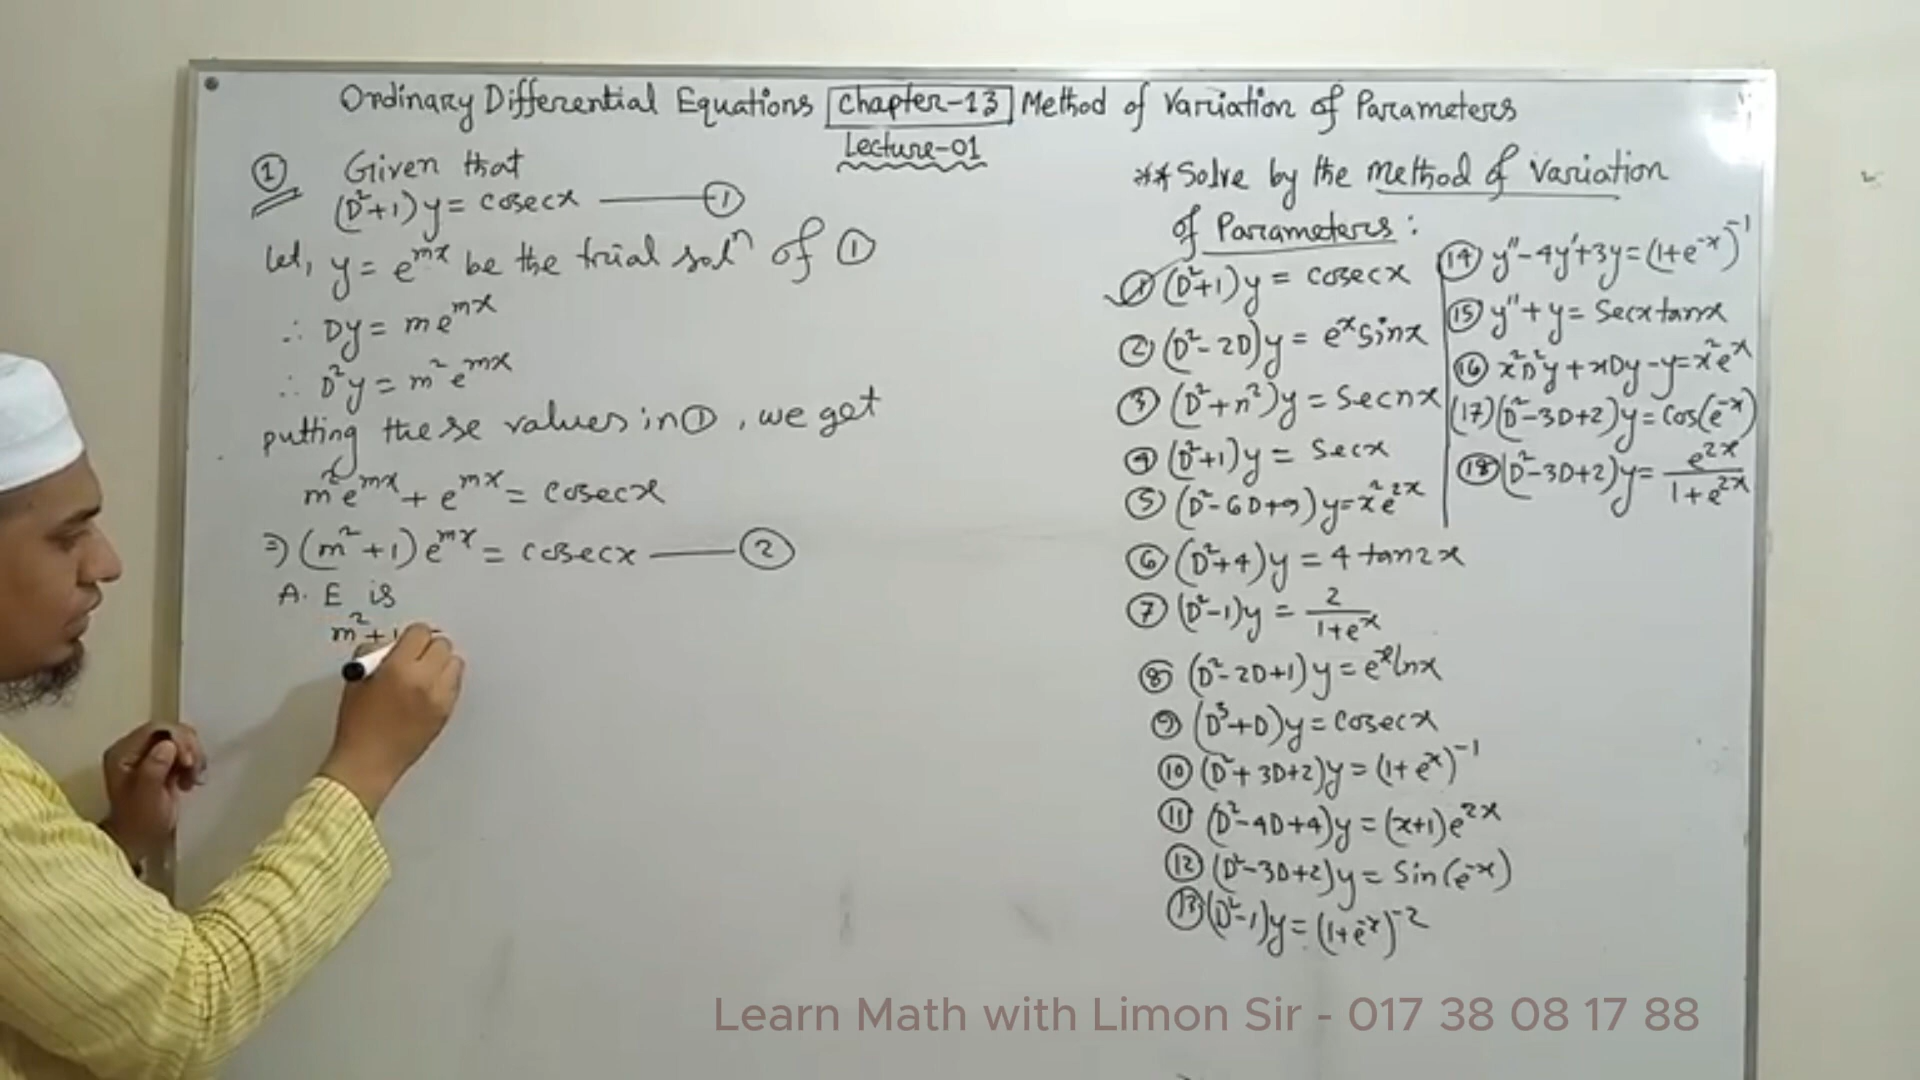 Ordinary Differential Equations Chapter-13 Method of Variation of Parameters
Lecture-01
① Given that
(D²+1)y = cosecx ———①
Let, y = e^{mx} be the trial solⁿ of ①
∴ Dy = me^{mx}
∴ D²y = m²e^{mx}
putting these values in ①, we get
m²e^{mx} + e^{mx} = cosecx
⇒ (m²+1)e^{mx} = cosecx ——②
A.E is
m²+1
** Solve by the method of Variation
of Parameters:
① (D²+1)y = cosecx
② (D²-2D)y = e^x sinx
③ (D²+n²)y = Secnx
④ (D²+1)y = Secx
⑤ (D²-6D+9)y = x²e^{2x}
⑥ (D²+4)y = 4 tan2x
⑦ (D²-1)y = 2/(1+e^x)
⑧ (D²-2D+1)y = e^x lnx
⑨ (D³+D)y = cosecx
⑩ (D²+3D+2)y = (1+e^x)^{-1}
⑪ (D²-4D+4)y = (x+1)e^{2x}
⑫ (D²-3D+2)y = Sin(e^{-x})
⑬ (D²-1)y = (1+e^{-x})^{-2}
⑭ y''-4y'+3y = (1+e^{-x})^{-1}
⑮ y''+y = Secxtanx
⑯ x²D²y+xDy-y = x²e^x
(17) (D²-3D+2)y = cos(e^{-x})
⑱ (D²-3D+2)y = e^{2x}/(1+e^{2x})
Learn Math with Limon Sir - 017 38 08 17 88